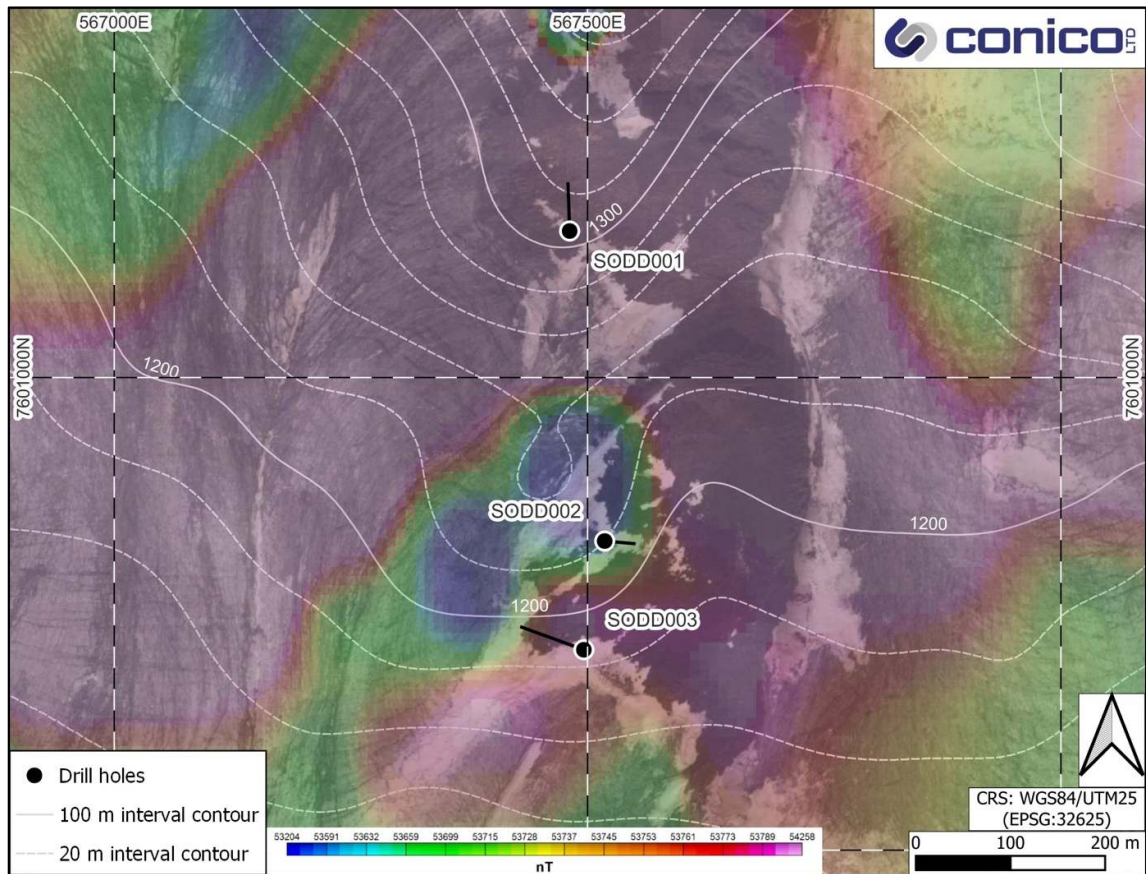 567000E
567500E
conico LTD
1300
SODD001
7601000N
7601000N
1200
SODD002
1200
1200
SODD003
Drill holes
100 m interval contour
20 m interval contour
53204 53591 53632 53659 53699 53715 53728 53737 53745 53753 53761 53773 53789 54258
nT
CRS: WGS84/UTM25
(EPSG:32625)
0 100 200 m